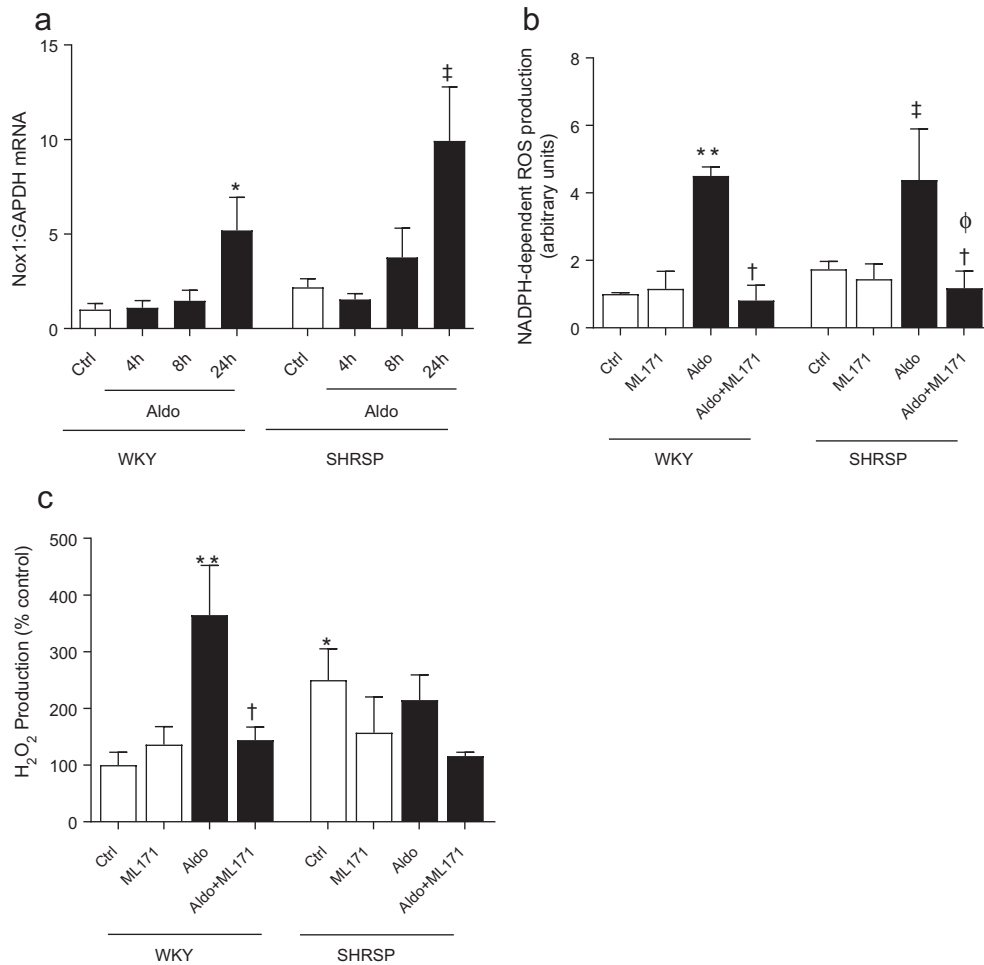 a
Nox1:GAPDH mRNA
15
10
5
0
*
‡
Ctrl 4h 8h 24h Ctrl 4h 8h 24h
Aldo Aldo
WKY SHRSP
b
NADPH-dependent ROS production
(arbitrary units)
8
6
4
2
0
**
†
‡
ϕ
†
Ctrl ML171 Aldo Aldo+ML171 Ctrl ML171 Aldo Aldo+ML171
WKY SHRSP
c
H₂O₂ Production (% control)
500
400
300
200
100
0
**
†
*
Ctrl ML171 Aldo Aldo+ML171 Ctrl ML171 Aldo Aldo+ML171
WKY SHRSP